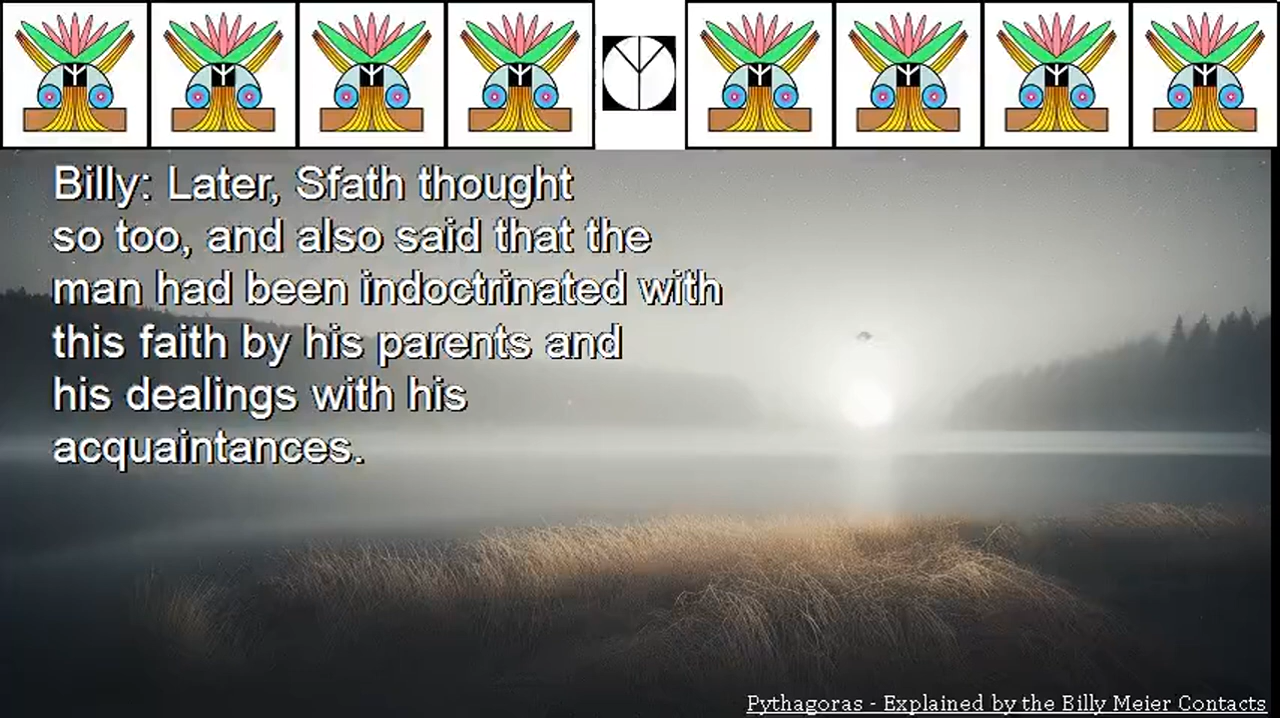 Billy: Later, Sfath thought
so too, and also said that the
man had been indoctrinated with
this faith by his parents and
his dealings with his
acquaintances.
Pythagoras - Explained by the Billy Meier Contacts